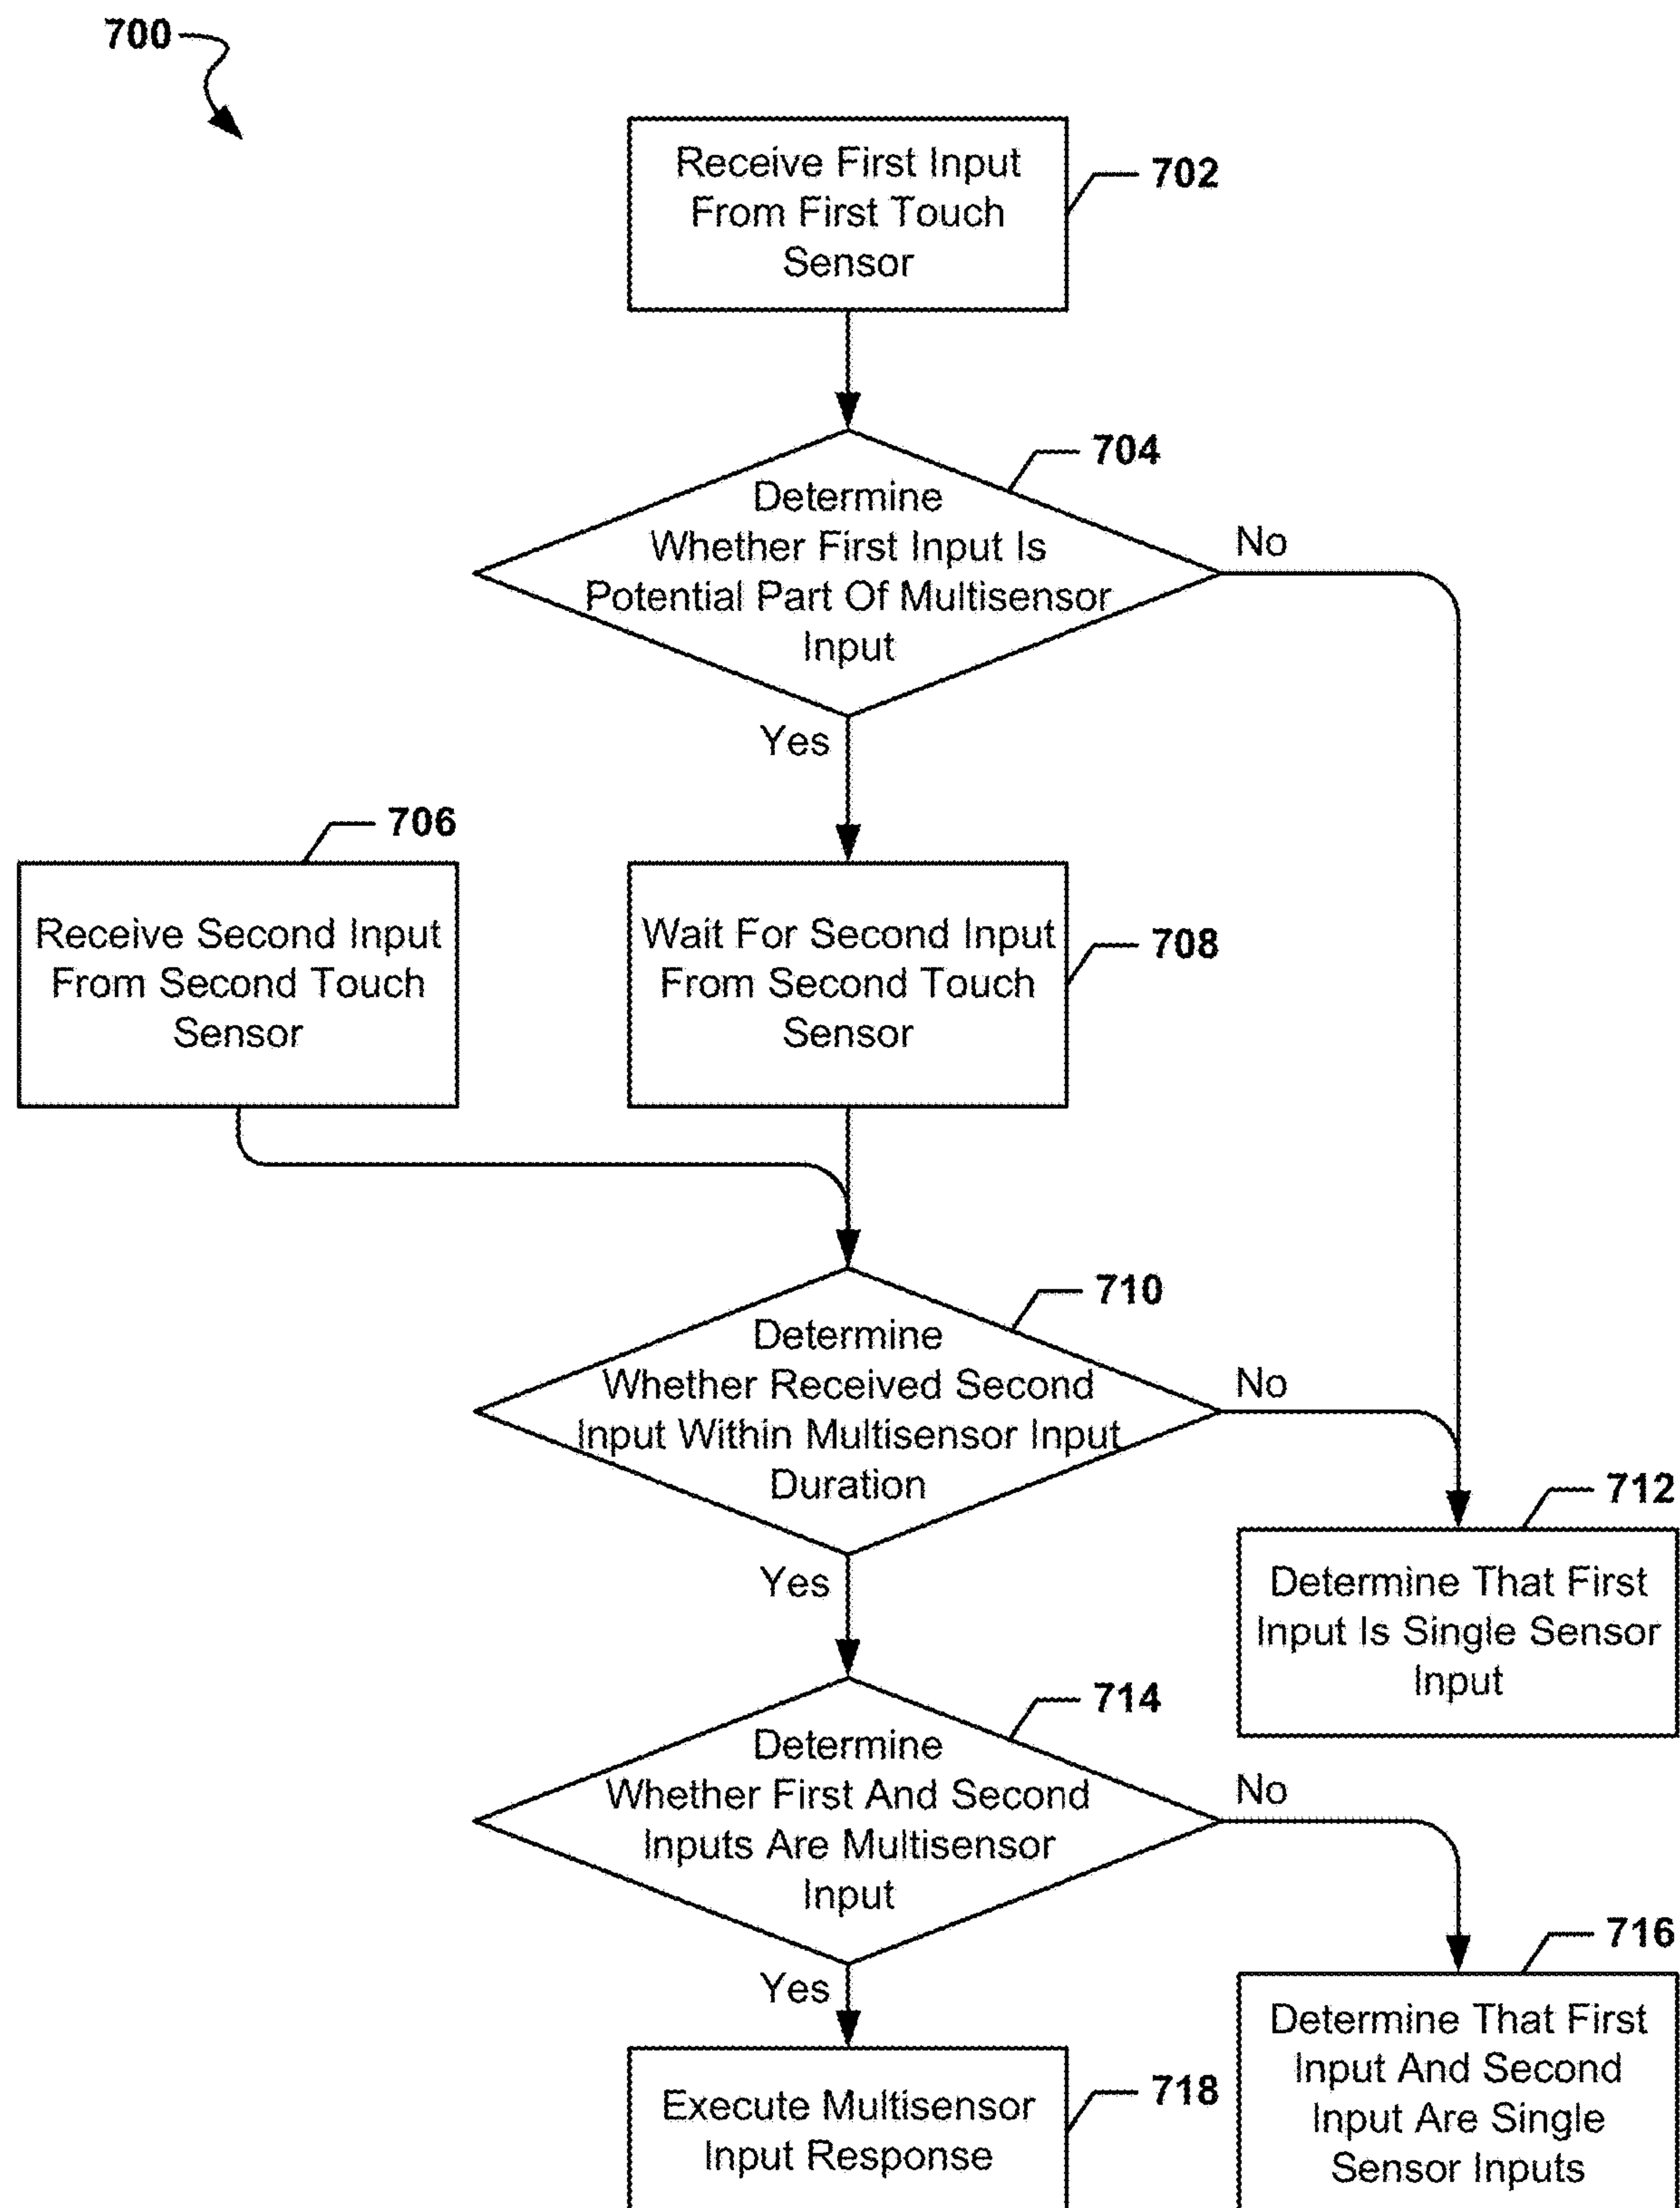 700
Receive First Input
From First Touch
Sensor
702
704
Determine
Whether First Input Is
Potential Part Of Multisensor
Input
No
Yes
706
Receive Second Input
From Second Touch
Sensor
Wait For Second Input
From Second Touch
Sensor
708
710
Determine
Whether Received Second
Input Within Multisensor Input
Duration
No
Yes
712
Determine That First
Input Is Single Sensor
Input
714
Determine
Whether First And Second
Inputs Are Multisensor
Input
No
Yes
716
Determine That First
Input And Second
Input Are Single
Sensor Inputs
Execute Multisensor
Input Response
718